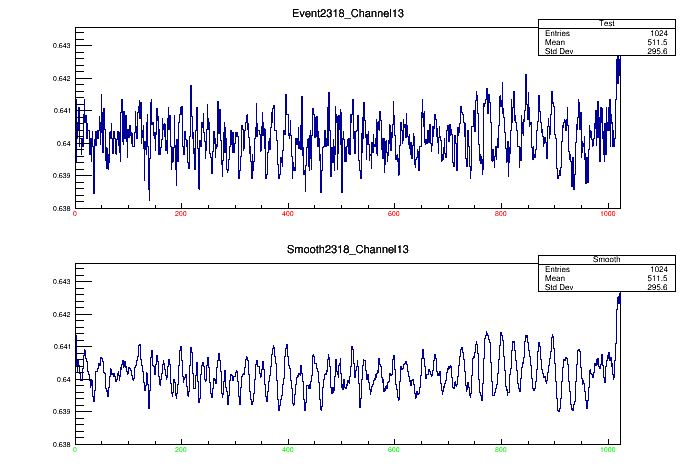 Event2318_Channel13
Test
Entries 1024
Mean 511.5
Std Dev 295.6
0.643
0.642
0.641
0.64
0.639
0.638
0 200 400 600 800 1000
Smooth2318_Channel13
Smooth
Entries 1024
Mean 511.5
Std Dev 295.6
0.643
0.642
0.641
0.64
0.639
0.638
0 200 400 600 800 1000